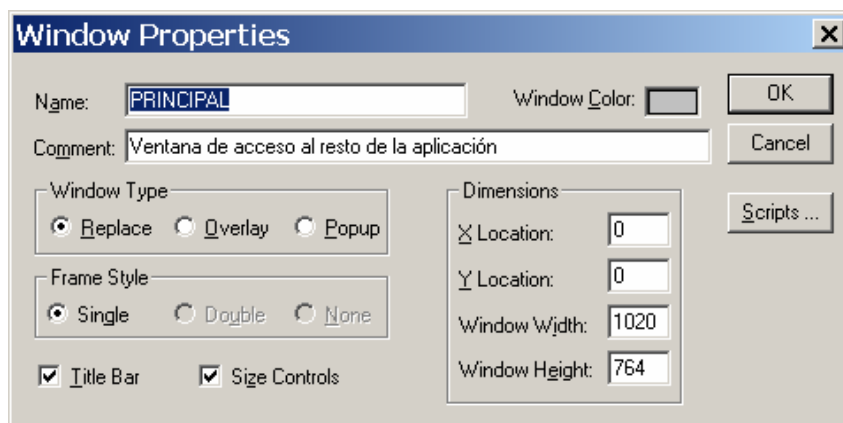 Window Properties
Name: PRINCIPAL Window Color: OK
Comment: Ventana de acceso al resto de la aplicación Cancel
Window Type Dimensions Scripts ...
Replace Overlay Popup X Location: 0
Frame Style Y Location: 0
Single Double None Window Width: 1020
Title Bar Size Controls Window Height: 764